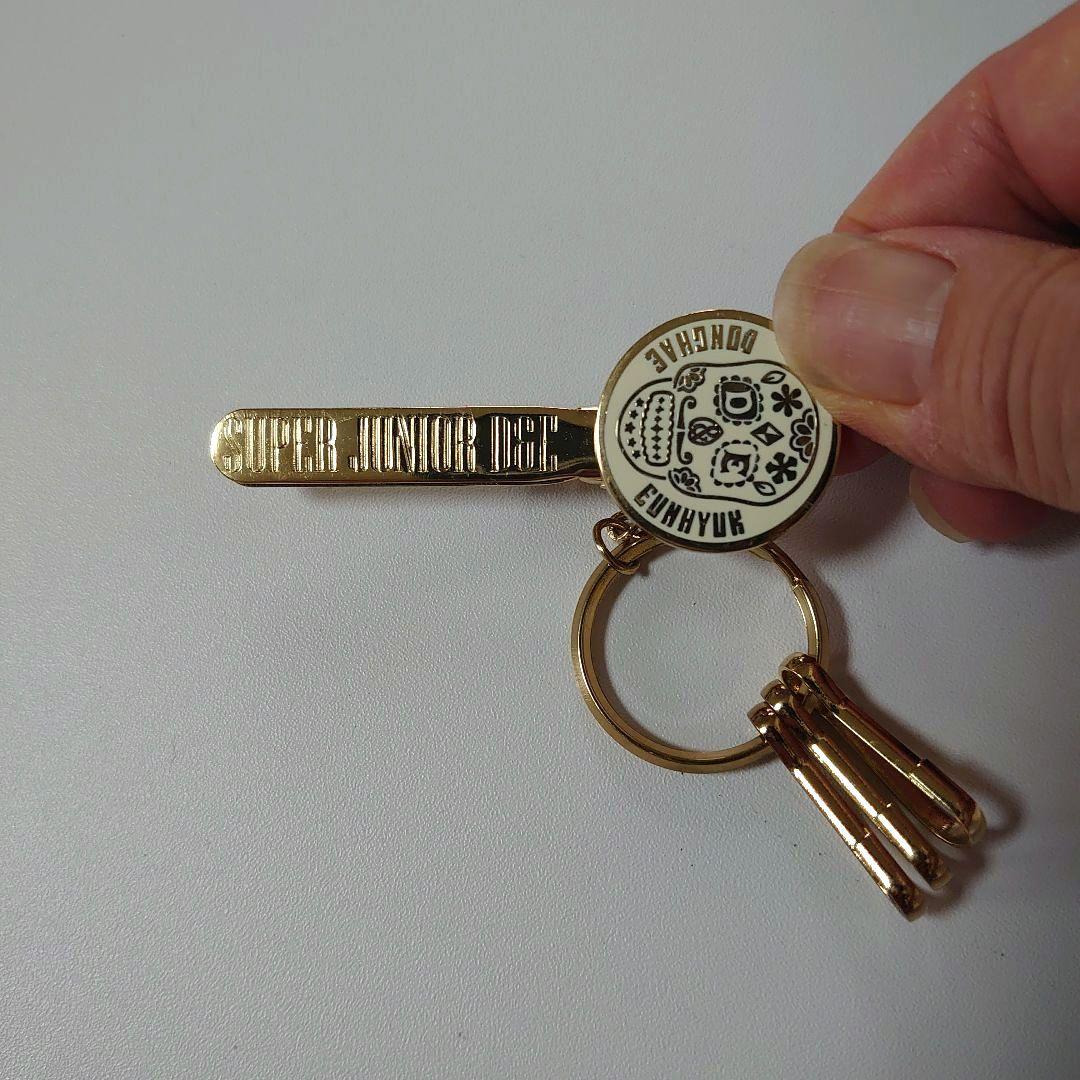 SUPER JUNIOR D&E
DONGHAE
D
E
EUNHYUK